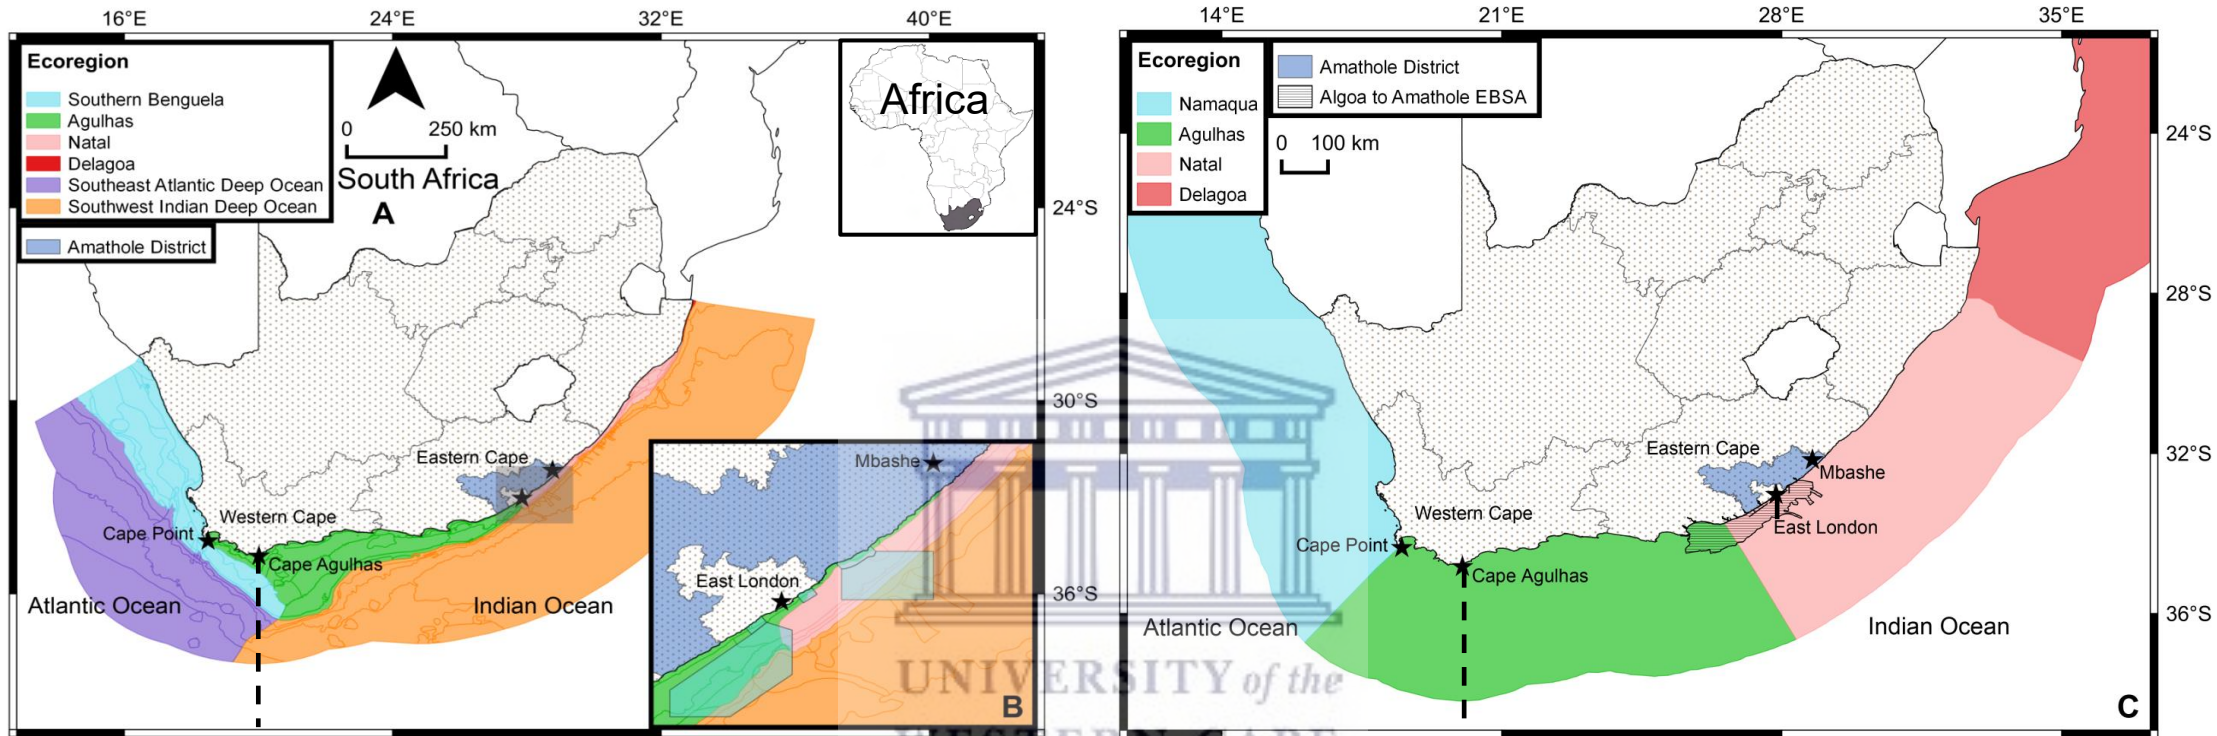 16°E 24°E 32°E 40°E
Ecoregion
Southern Benguela
Agulhas
Natal
Delagoa
Southeast Atlantic Deep Ocean
Southwest Indian Deep Ocean
Amathole District
0 250 km
South Africa
A
Africa
24°S
30°S
36°S
Eastern Cape
Western Cape
Cape Point
Cape Agulhas
Atlantic Ocean
Indian Ocean
Mbashe
East London
B
14°E 21°E 28°E 35°E
Ecoregion
Namaqua
Agulhas
Natal
Delagoa
Amathole District
Algoa to Amathole EBSA
0 100 km
24°S
28°S
32°S
36°S
Eastern Cape
Mbashe
East London
Western Cape
Cape Point
Cape Agulhas
Atlantic Ocean
Indian Ocean
C
UNIVERSITY of the
WESTERN CAPE